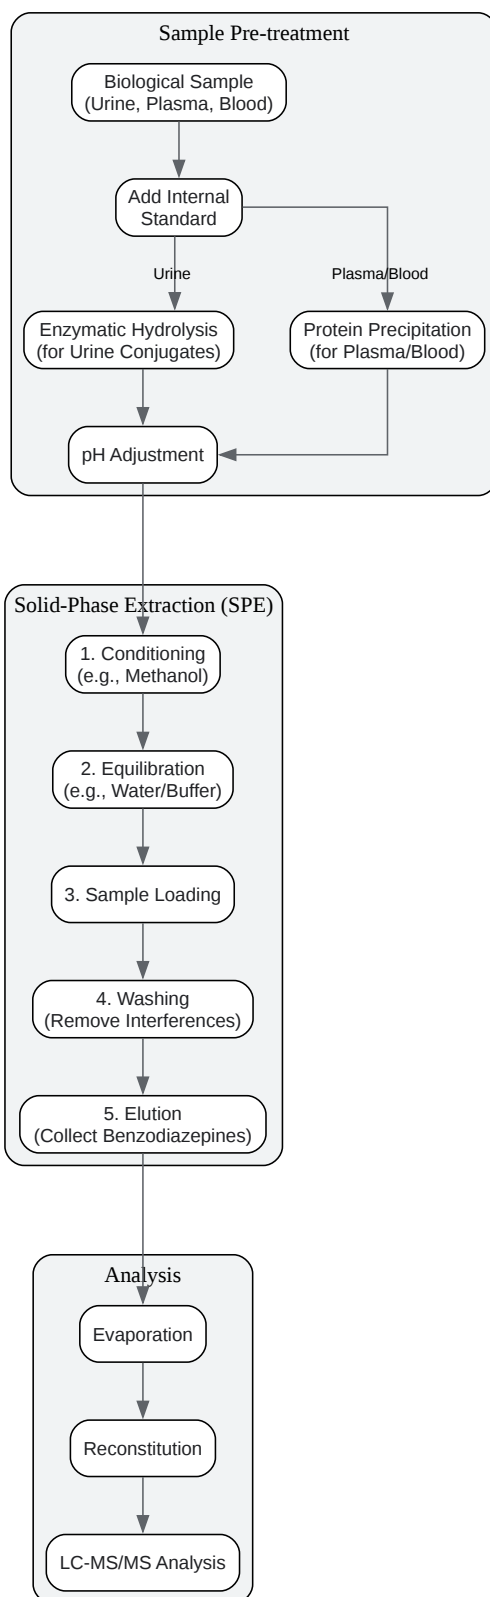 Sample Pre-treatment
Biological Sample
(Urine, Plasma, Blood)
Add Internal
Standard
Urine
Plasma/Blood
Enzymatic Hydrolysis
(for Urine Conjugates)
Protein Precipitation
(for Plasma/Blood)
pH Adjustment
Solid-Phase Extraction (SPE)
1. Conditioning
(e.g., Methanol)
2. Equilibration
(e.g., Water/Buffer)
3. Sample Loading
4. Washing
(Remove Interferences)
5. Elution
(Collect Benzodiazepines)
Analysis
Evaporation
Reconstitution
LC-MS/MS Analysis